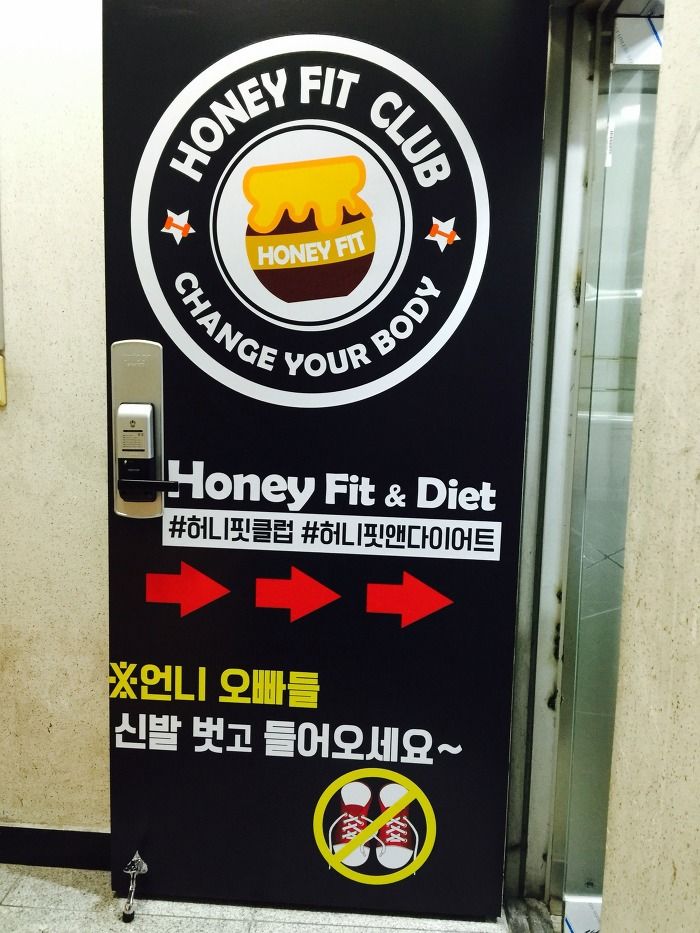 HONEY FIT CLUB
HONEY FIT
CHANGE YOUR BODY
Honey Fit & Diet
#허니핏클럽 #허니핏앤다이어트
※언니 오빠들
신발 벗고 들어오세요~